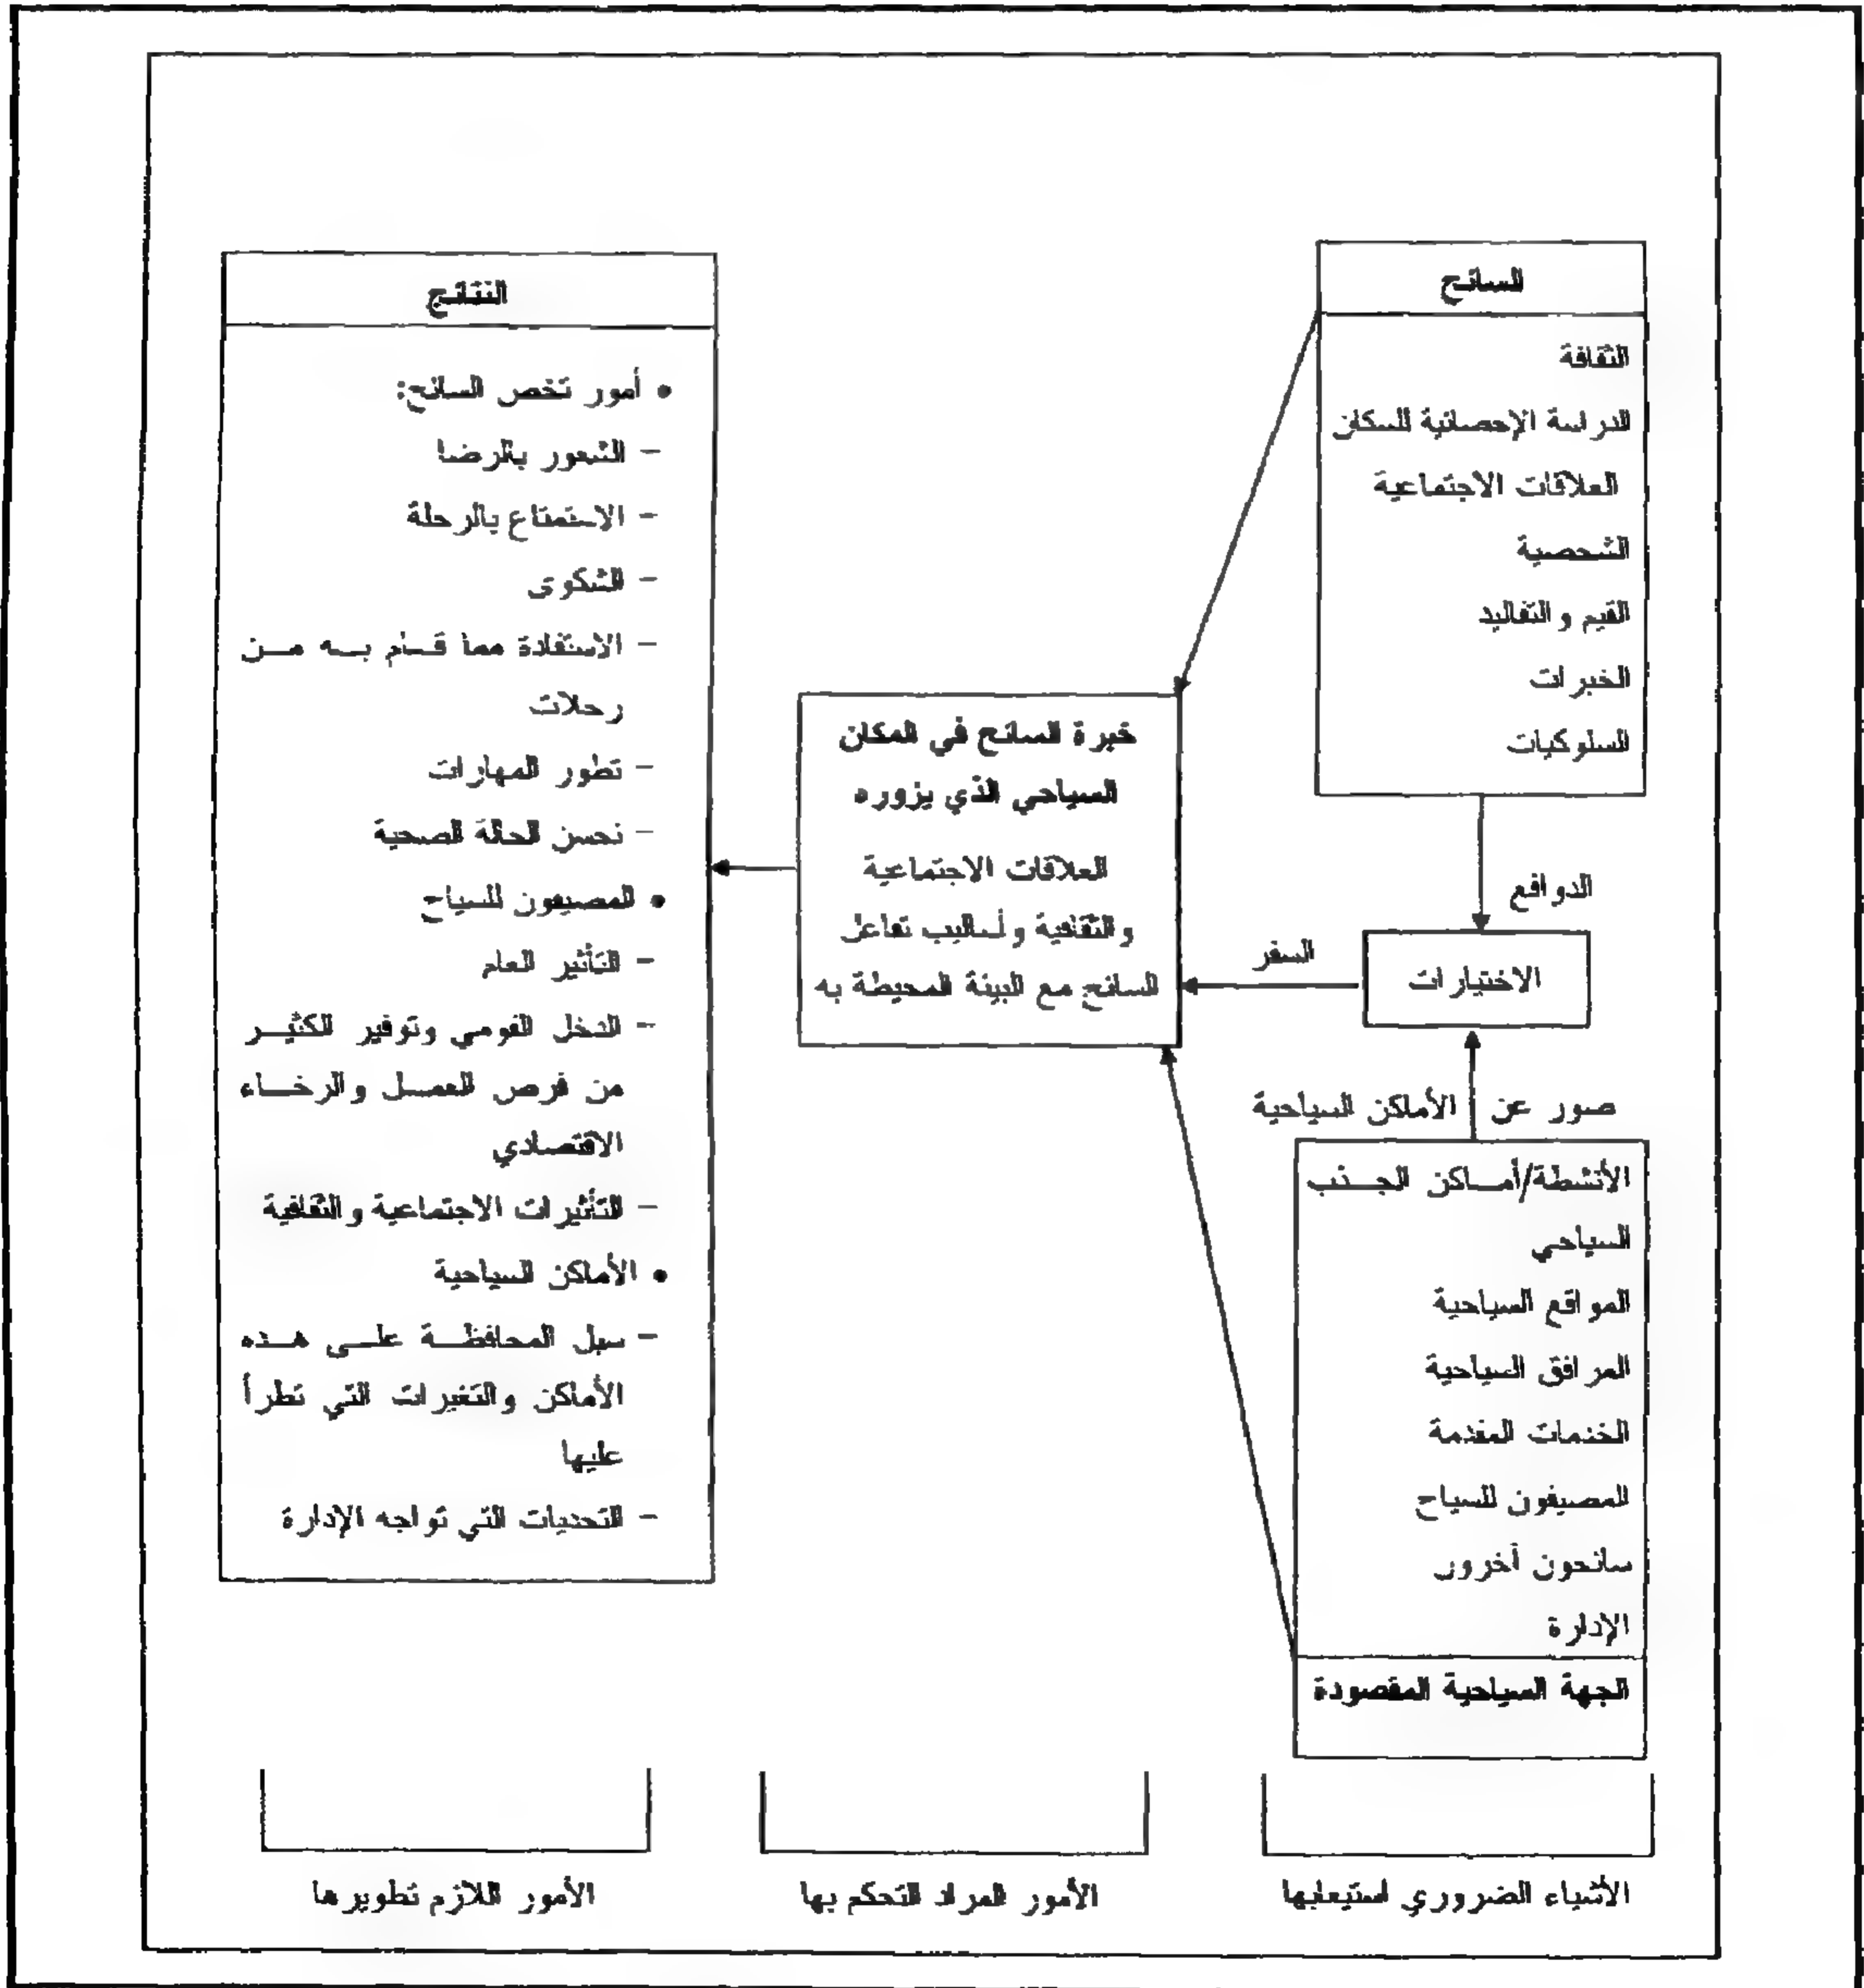 السائح
الثقافة
الدراسة الإحصائية للسكان
العلاقات الاجتماعية
الشخصية
القيم والتقاليد
الخبرات
السلوكيات
الدوافع
الاختيارات
السفر
صور عن الأماكن السياحية
الأنشطة/أماكن الجذب
السياحي
المواقع السياحية
المرافق السياحية
الخدمات المقدمة
المضيفون للسياح
سائحون آخرون
الإدارة
الجهة السياحية المقصودة
خبرة السائح في المكان
السياحي الذي يزوره
العلاقات الاجتماعية
والثقافية وأساليب تفاعل
السائح مع البيئة المحيطة به
النتائج
• أمور تخص السائح:
– الشعور بالرضا
– الاستمتاع بالرحلة
– الشكوى
– الاستفادة مما قام به من
رحلات
– تطور المهارات
– تحسن الحالة الصحية
• المضيفون للسياح
– التأثير العام
– الدخل القومي وتوفير الكثير
من فرص العمل والرخاء
الاقتصادي
– التأثيرات الاجتماعية والثقافية
• الأماكن السياحية
– سبل المحافظة على هذه
الأماكن والتغيرات التي تطرأ
عليها
– التحديات التي تواجه الإدارة
الأشياء الضروري استيعابها
الأمور المراد التحكم بها
الأمور اللازم تطويرها